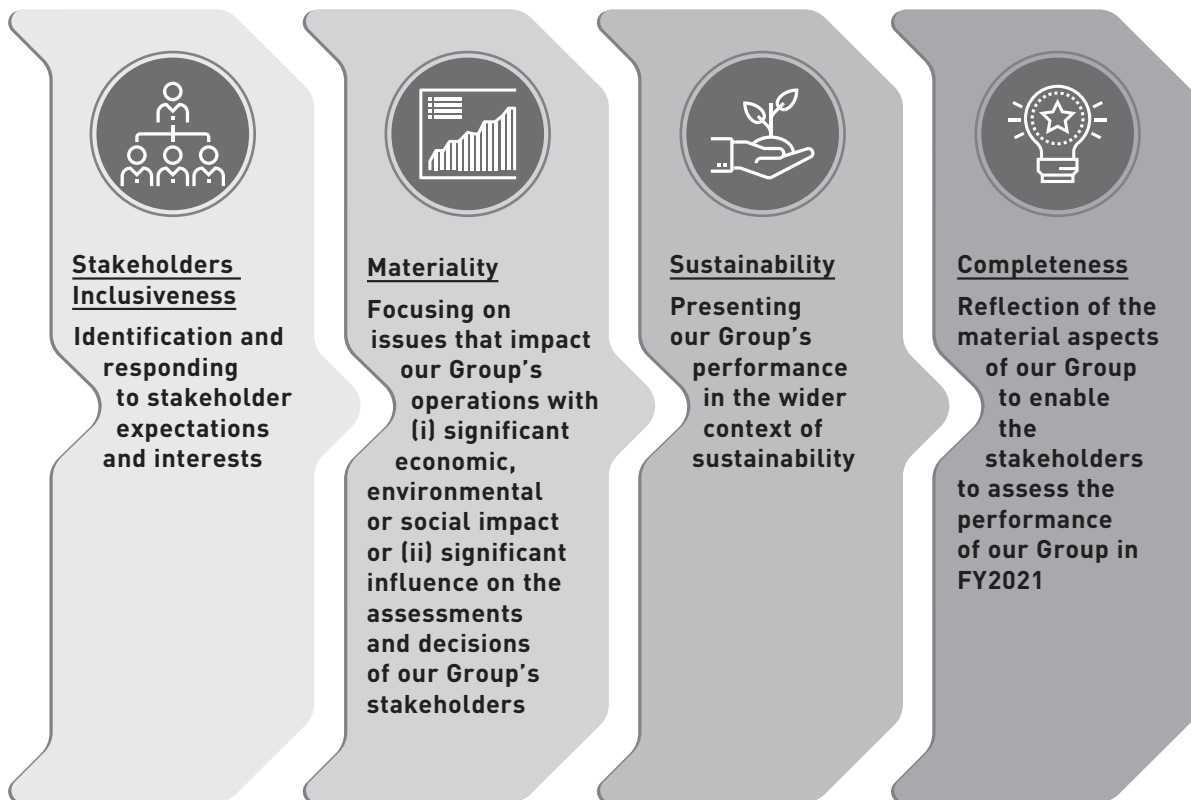 Stakeholders
Inclusiveness
Identification and
responding
to stakeholder
expectations
and interests
Materiality
Focusing on
issues that impact
our Group’s
operations with
(i) significant
economic,
environmental
or social impact
or (ii) significant
influence on the
assessments
and decisions
of our Group’s
stakeholders
Sustainability
Presenting
our Group’s
performance
in the wider
context of
sustainability
Completeness
Reflection of the
material aspects
of our Group
to enable
the
stakeholders
to assess the
performance
of our Group in
FY2021